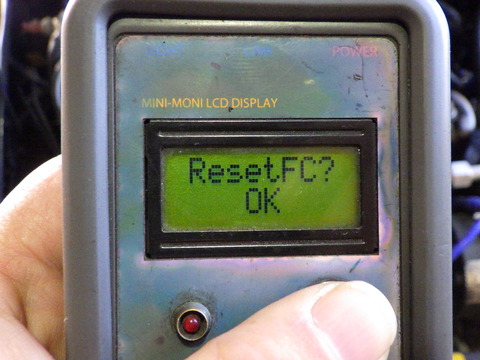 POWER
MINI-MONI LCD DISPLAY
ResetFC?
OK